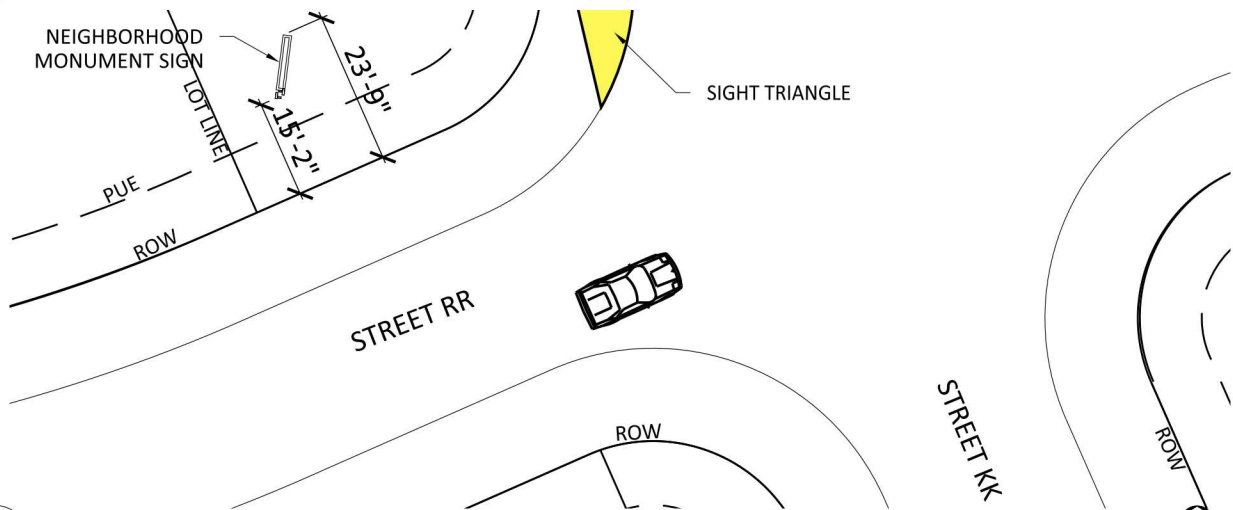 NEIGHBORHOOD
MONUMENT SIGN
23'-9"
SIGHT TRIANGLE
LOT LINE
15'-2"
PUE
ROW
STREET RR
STREET KK
ROW
ROW